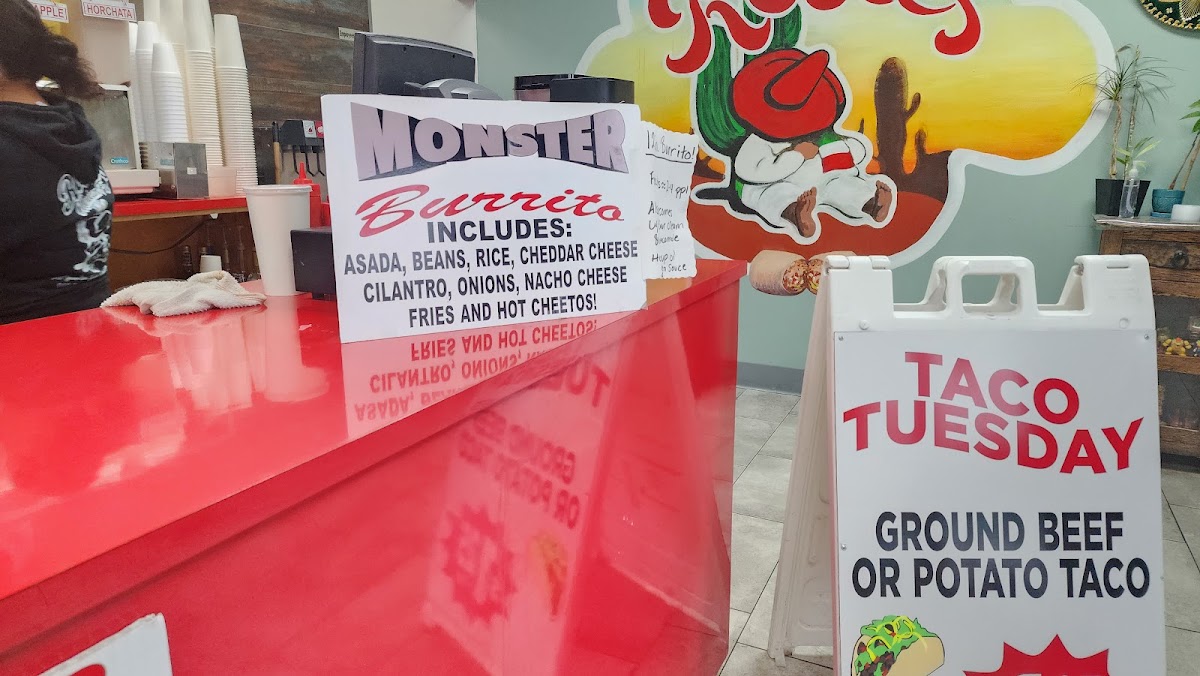 APPLE
HORCHATA
MONSTER
Burrito
INCLUDES:
ASADA, BEANS, RICE, CHEDDAR CHEESE
CILANTRO, ONIONS, NACHO CHEESE
FRIES AND HOT CHEETOS!
Burrito!
TACO
TUESDAY
GROUND BEEF
OR POTATO TACO